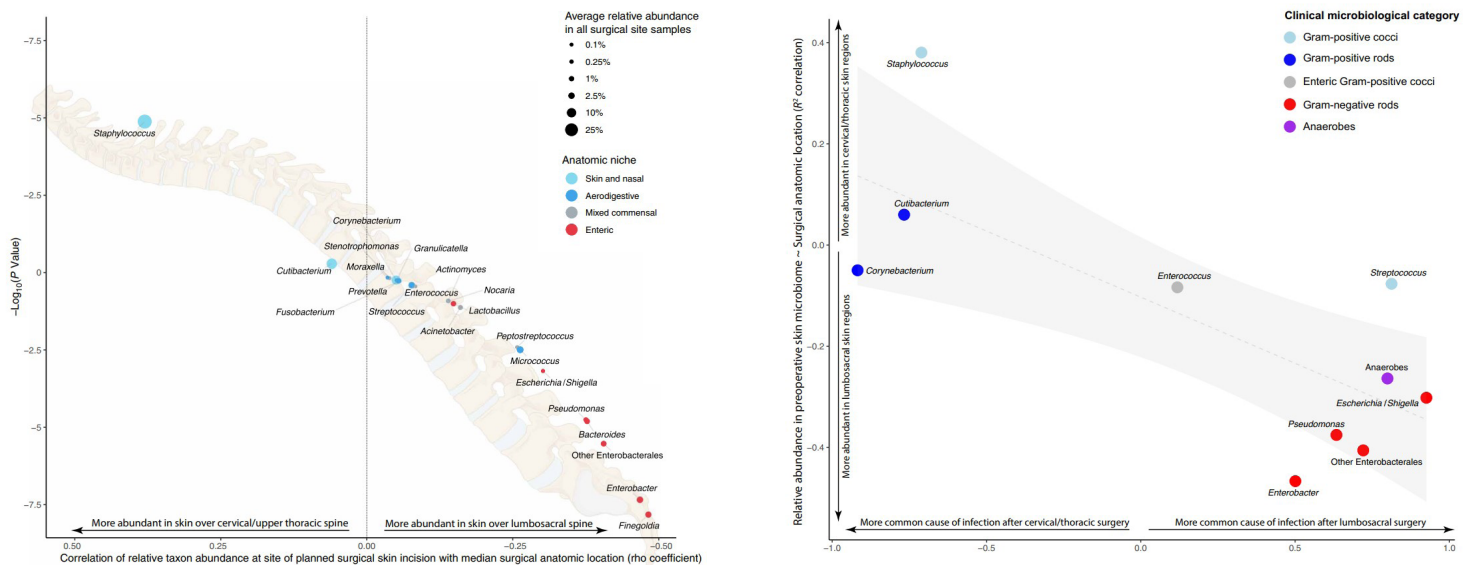 Average relative abundance
in all surgical site samples
0.1%
0.25%
1%
2.5%
10%
25%
Anatomic niche
Skin and nasal
Aerodigestive
Mixed commensal
Enteric
−7.5
−5
−2.5
0
−2.5
−5
−7.5
−Log10(P Value)
Staphylococcus
Corynebacterium
Stenotrophomonas
Granulicatella
Cutibacterium
Moraxella
Actinomyces
Prevotella
Enterococcus
Nocaria
Fusobacterium
Streptococcus
Lactobacillus
Acinetobacter
Peptostreptococcus
Micrococcus
Escherichia/Shigella
Pseudomonas
Bacteroides
Other Enterobacterales
Enterobacter
Finegoldia
More abundant in skin over cervical/upper thoracic spine
More abundant in skin over lumbosacral spine
0.50
0.25
0.00
−0.25
−0.50
Correlation of relative taxon abundance at site of planned surgical skin incision with median surgical anatomic location (rho coefficient)
Clinical microbiological category
Gram-positive cocci
Gram-positive rods
Enteric Gram-positive cocci
Gram-negative rods
Anaerobes
Relative abundance in preoperative skin microbiome ~ Surgical anatomic location (R² correlation)
More abundant in cervical/thoracic skin regions
More abundant in lumbosacral skin regions
0.4
0.2
0.0
−0.2
−0.4
Staphylococcus
Cutibacterium
Corynebacterium
Enterococcus
Streptococcus
Anaerobes
Escherichia / Shigella
Pseudomonas
Other Enterobacterales
Enterobacter
More common cause of infection after cervical/thoracic surgery
More common cause of infection after lumbosacral surgery
−1.0
−0.5
0.0
0.5
1.0